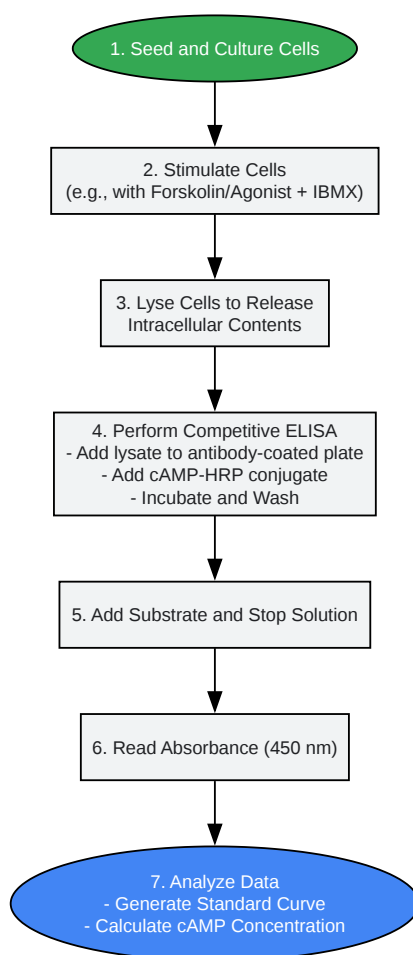 1. Seed and Culture Cells
2. Stimulate Cells
(e.g., with Forskolin/Agonist + IBMX)
3. Lyse Cells to Release
Intracellular Contents
4. Perform Competitive ELISA
- Add lysate to antibody-coated plate
- Add cAMP-HRP conjugate
- Incubate and Wash
5. Add Substrate and Stop Solution
6. Read Absorbance (450 nm)
7. Analyze Data
- Generate Standard Curve
- Calculate cAMP Concentration